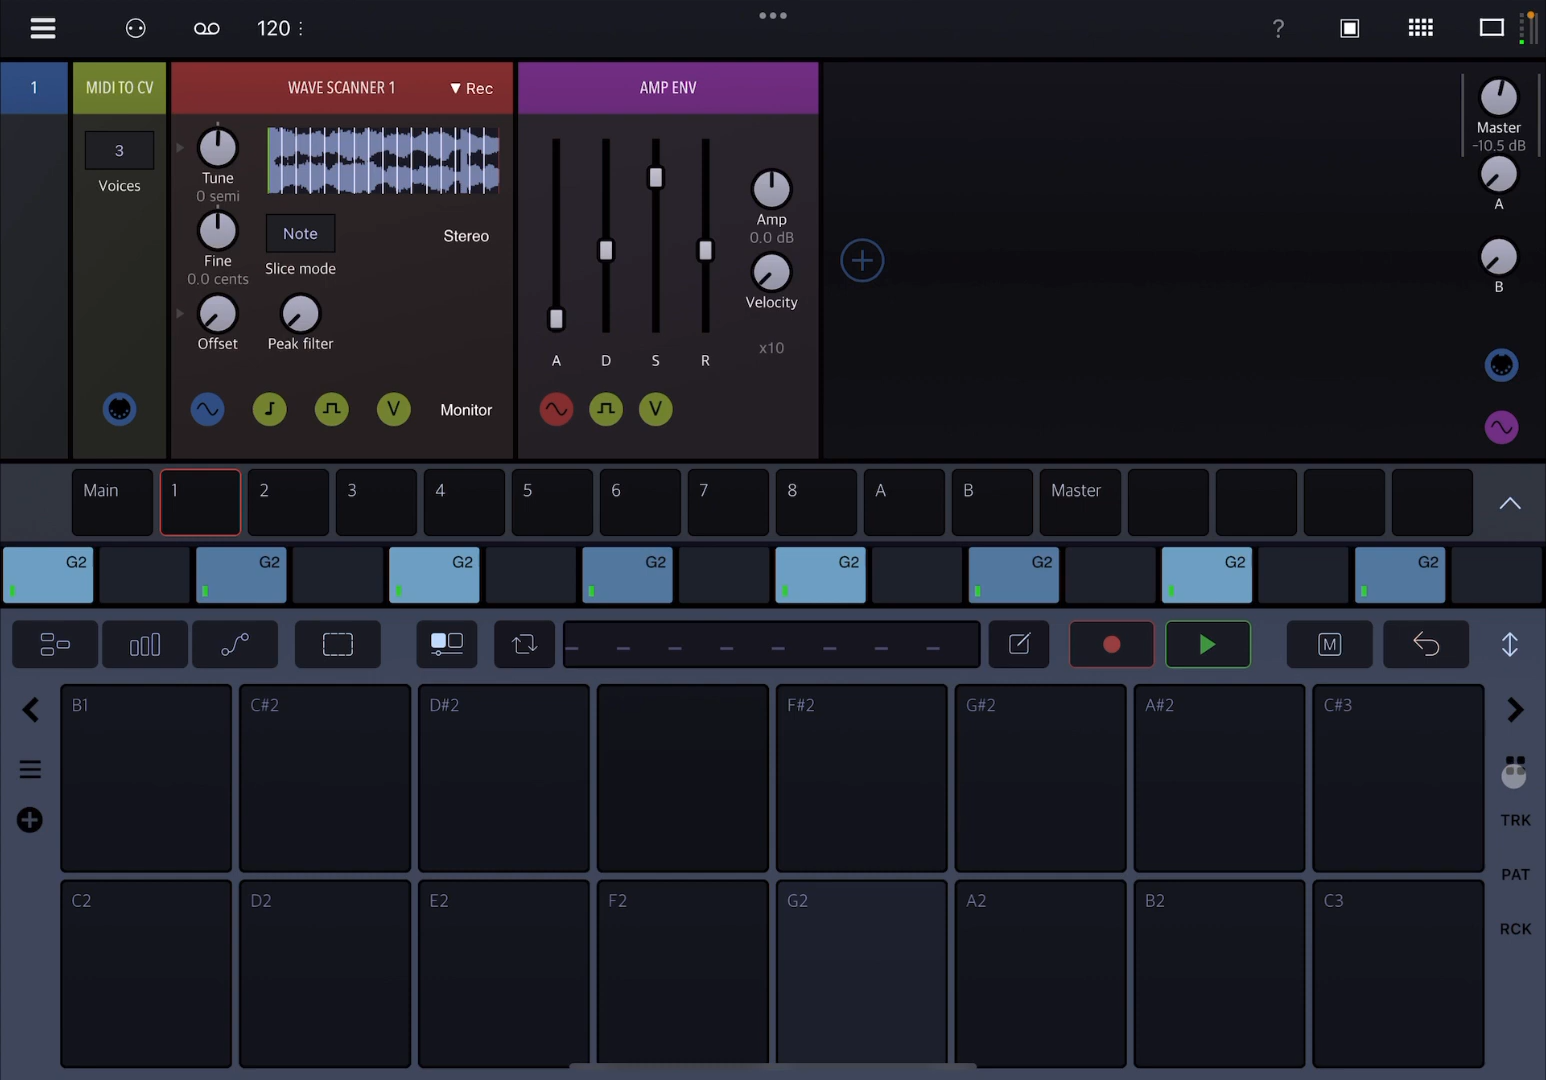 120
?
1
MIDI TO CV
WAVE SCANNER 1
▼ Rec
AMP ENV
3
Voices
Tune
0 semi
Fine
0.0 cents
Note
Slice mode
Stereo
Offset
Peak filter
V
Monitor
A
D
S
R
Amp
0.0 dB
Velocity
x10
V
Master
-10.5 dB
A
B
Main
1
2
3
4
5
6
7
8
A
B
Master
G2
G2
G2
G2
G2
G2
G2
G2
M
B1
C#2
D#2
F#2
G#2
A#2
C#3
TRK
PAT
RCK
C2
D2
E2
F2
G2
A2
B2
C3